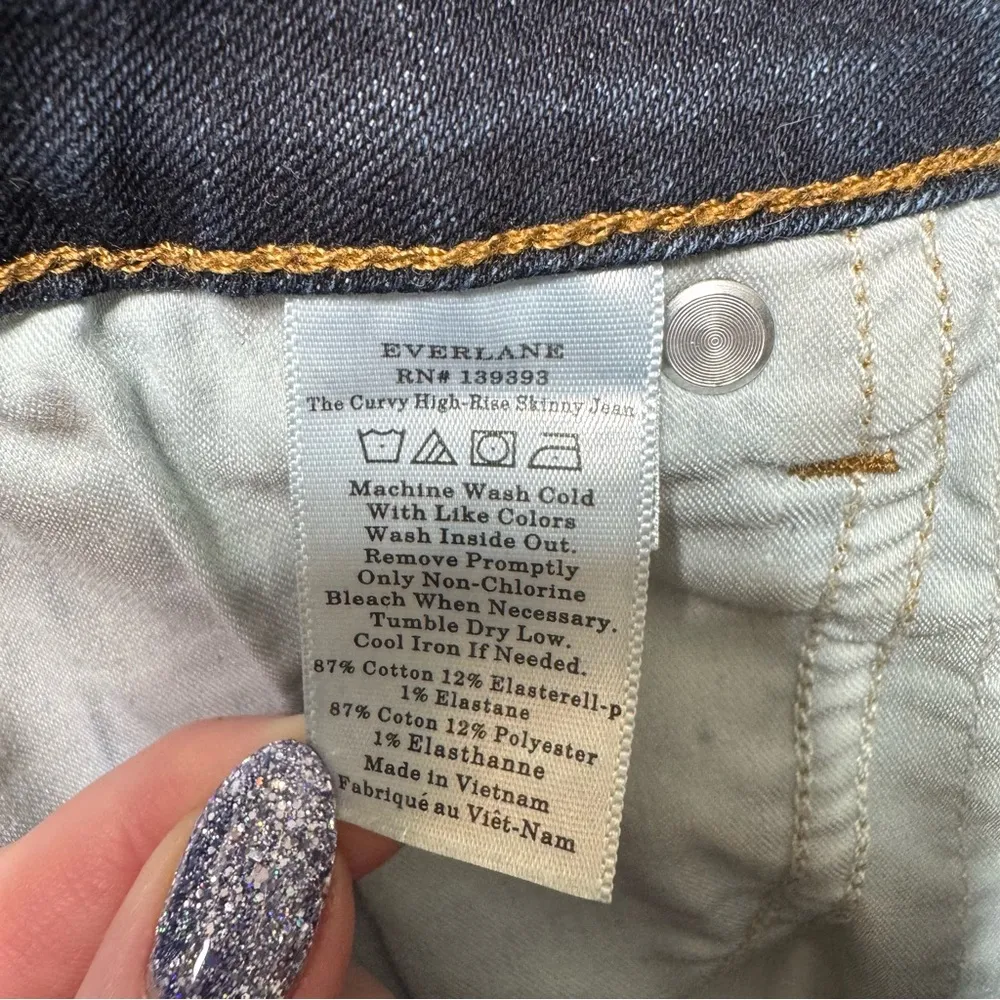 EVERLANE
RN# 139393
The Curvy High-Rise Skinny Jean
Machine Wash Cold
With Like Colors
Wash Inside Out.
Remove Promptly
Only Non-Chlorine
Bleach When Necessary.
Tumble Dry Low.
Cool Iron If Needed.
87% Cotton 12% Elasterell-p
1% Elastane
87% Coton 12% Polyester
1% Elasthanne
Made in Vietnam
Fabriqué au Viêt-Nam